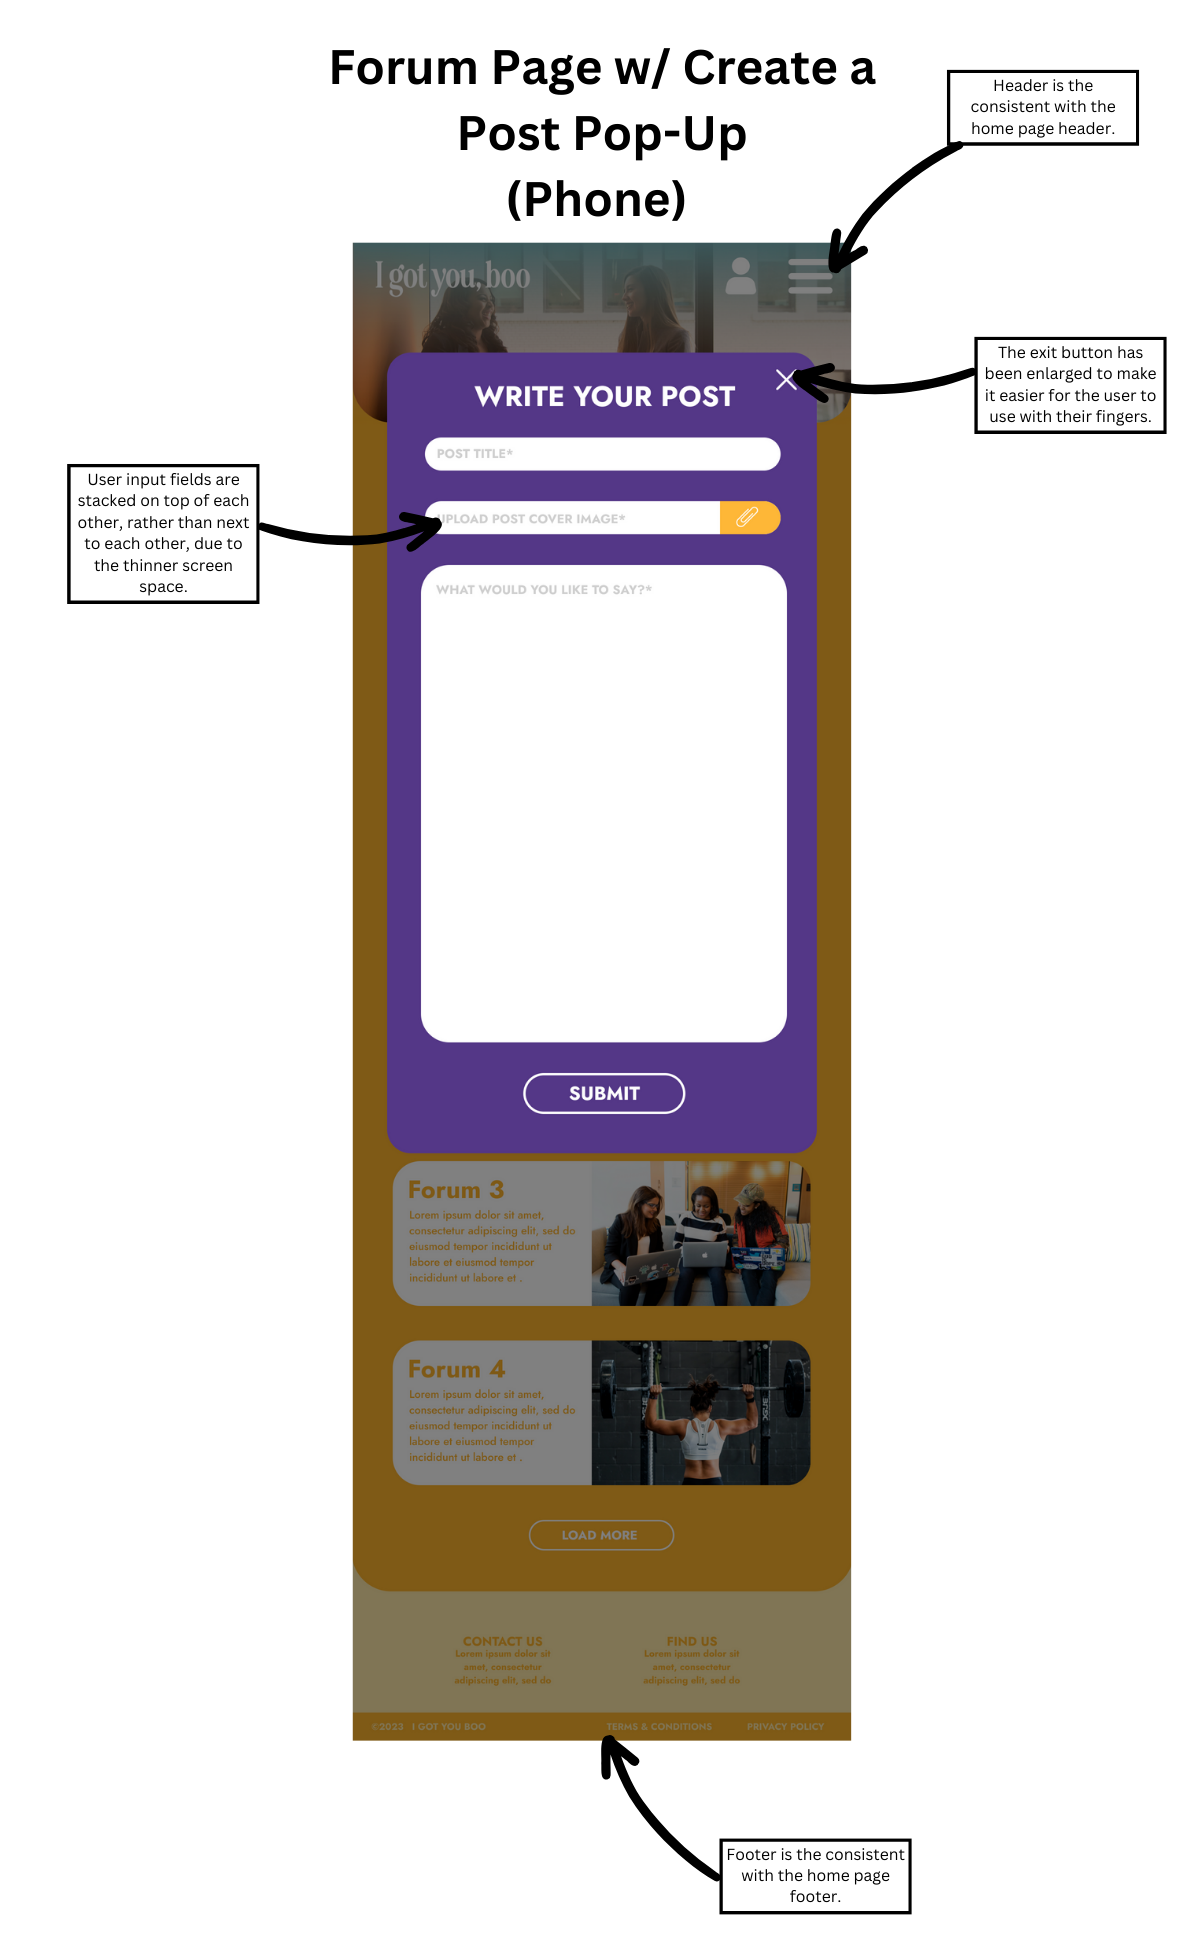 Forum Page w/ Create a
Post Pop-Up
(Phone)
Header is the
consistent with the
home page header.
I got you, boo
The exit button has
been enlarged to make
it easier for the user to
use with their fingers.
WRITE YOUR POST
POST TITLE*
User input fields are
stacked on top of each
other, rather than next
to each other, due to
the thinner screen
space.
UPLOAD POST COVER IMAGE*
WHAT WOULD YOU LIKE TO SAY?*
SUBMIT
Forum 3
Lorem ipsum dolor sit amet,
consectetur adipiscing elit, sed do
eiusmod tempor incididunt ut
labore et eiusmod tempor
incididunt ut labore et .
Forum 4
Lorem ipsum dolor sit amet,
consectetur adipiscing elit, sed do
eiusmod tempor incididunt ut
labore et eiusmod tempor
incididunt ut labore et .
LOAD MORE
CONTACT US
Lorem ipsum dolor sit
amet, consectetur
adipiscing elit, sed do
FIND US
Lorem ipsum dolor sit
amet, consectetur
adipiscing elit, sed do
©2023 I GOT YOU BOO
TERMS & CONDITIONS
PRIVACY POLICY
Footer is the consistent
with the home page
footer.